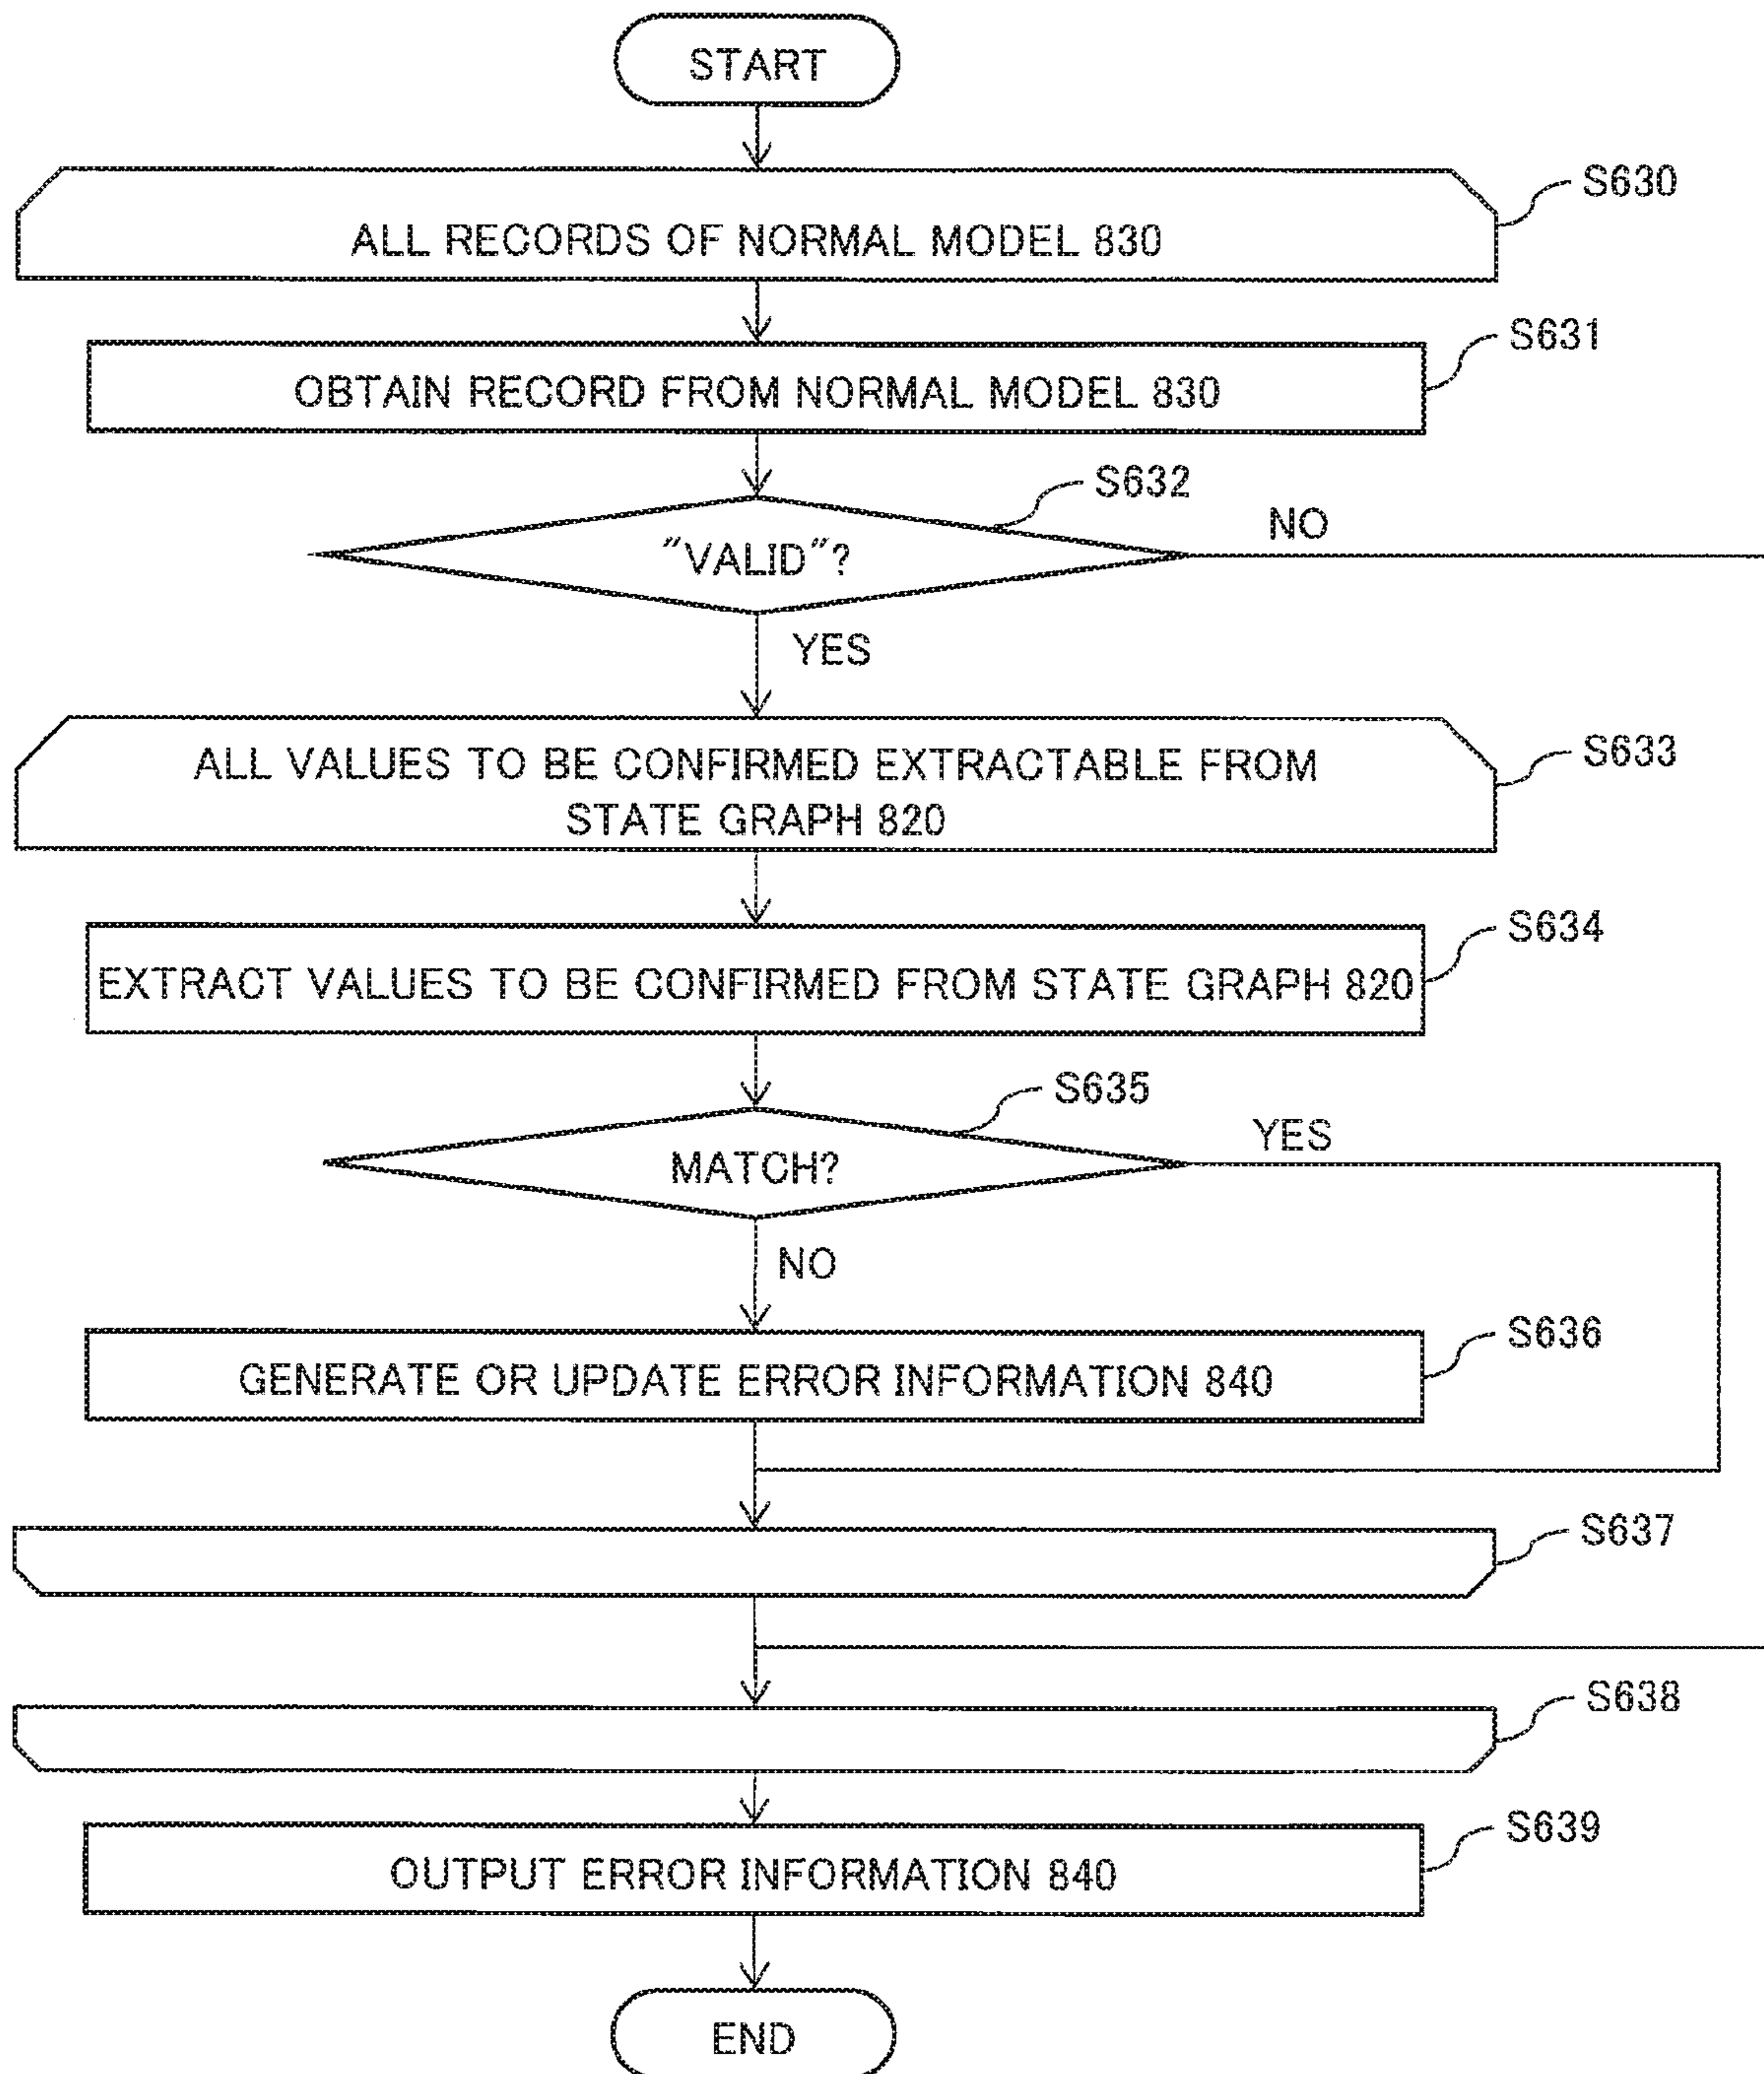 START
S630
ALL RECORDS OF NORMAL MODEL 830
S631
OBTAIN RECORD FROM NORMAL MODEL 830
S632
"VALID"?
NO
YES
S633
ALL VALUES TO BE CONFIRMED EXTRACTABLE FROM
STATE GRAPH 820
S634
EXTRACT VALUES TO BE CONFIRMED FROM STATE GRAPH 820
S635
MATCH?
YES
NO
S636
GENERATE OR UPDATE ERROR INFORMATION 840
S637
S638
S639
OUTPUT ERROR INFORMATION 840
END